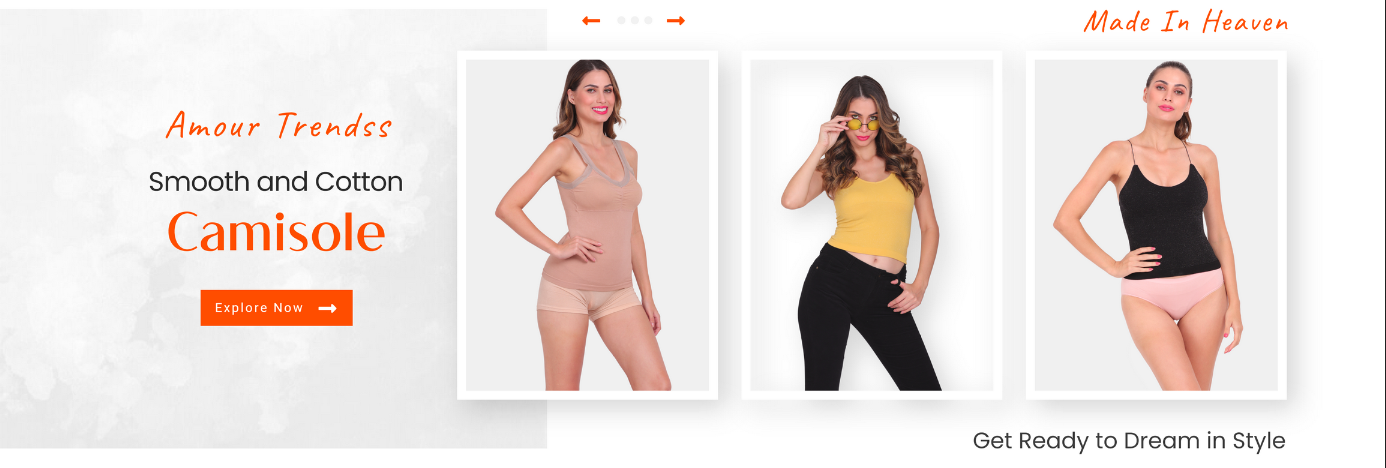 Made In Heaven
Amour Trendss
Smooth and Cotton
Camisole
Explore Now
Get Ready to Dream in Style